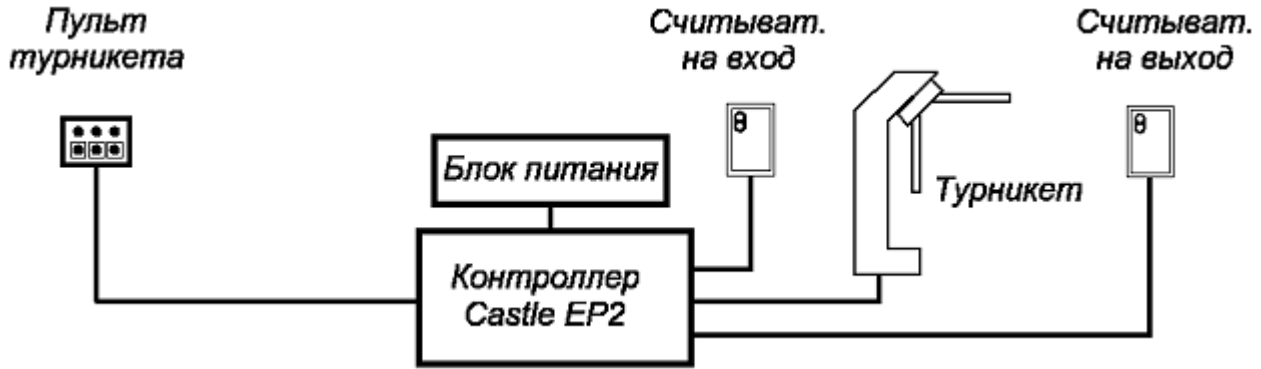 Пульт
турникета
Считыват.
на вход
Считыват.
на выход
Блок питания
Турникет
Контроллер
Castle EP2